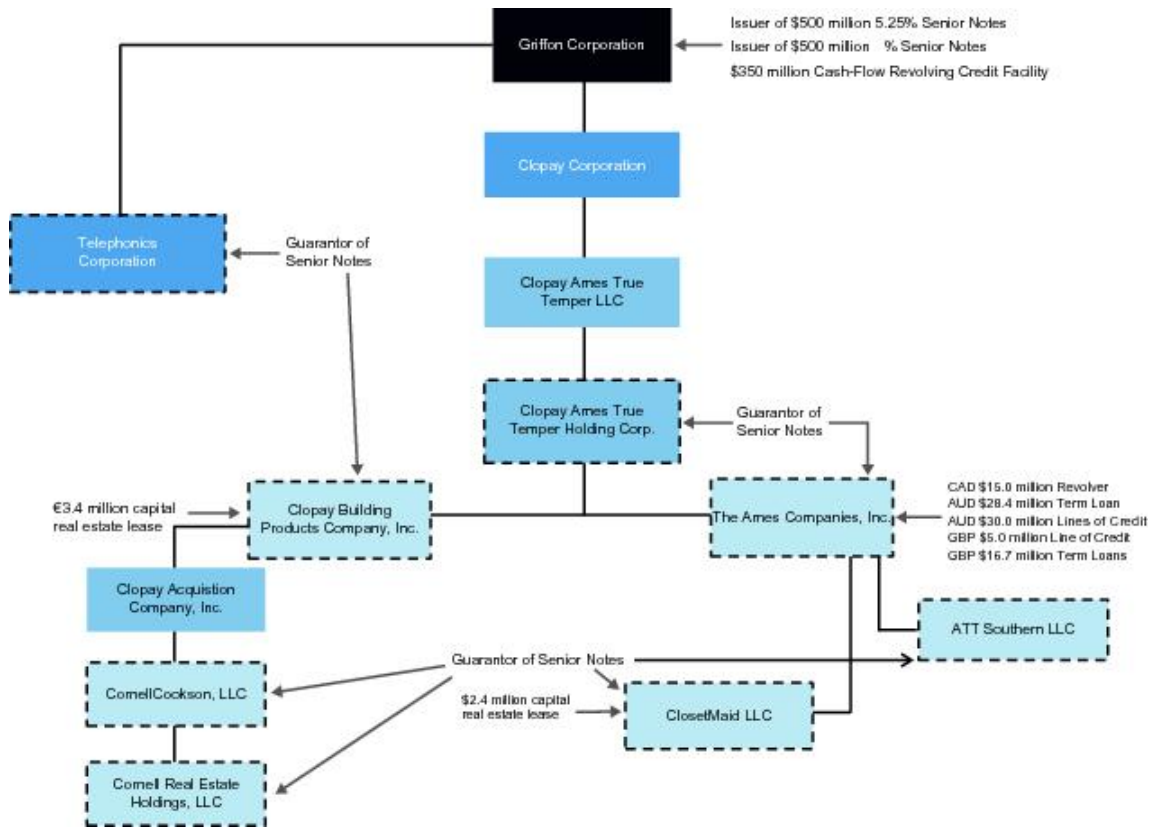 Issuer of $500 million 5.25% Senior Notes
Griffon Corporation
Issuer of $500 million % Senior Notes
$350 million Cash-Flow Revolving Credit Facility
Clopay Corporation
Telephonics
Corporation
Guarantor of
Senior Notes
Clopay Ames True
Temper LLC
Clopay Ames True
Temper Holding Corp.
Guarantor of
Senior Notes
€3.4 million capital
real estate lease
Clopay Building
Products Company, Inc.
The Ames Companies, Inc.
CAD $15.0 million Revolver
AUD $28.4 million Term Loan
AUD $30.0 million Lines of Credit
GBP $5.0 million Line of Credit
GBP $16.7 million Term Loans
Clopay Acquistion
Company, Inc.
ATT Southern LLC
Guarantor of Senior Notes
CornellCookson, LLC
$2.4 million capital
real estate lease
ClosetMaid LLC
Cornell Real Estate
Holdings, LLC